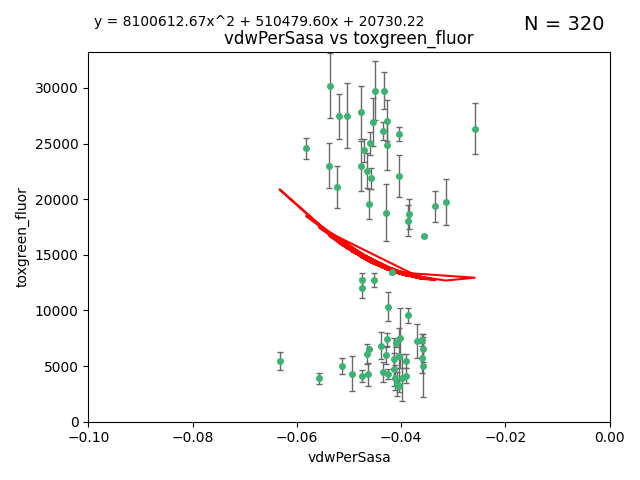 y = 8100612.67x^2 + 510479.60x + 20730.22
N = 320
vdwPerSasa vs toxgreen_fluor
toxgreen_fluor
30000
25000
20000
15000
10000
5000
0
−0.10
−0.08
−0.06
−0.04
−0.02
0.00
vdwPerSasa